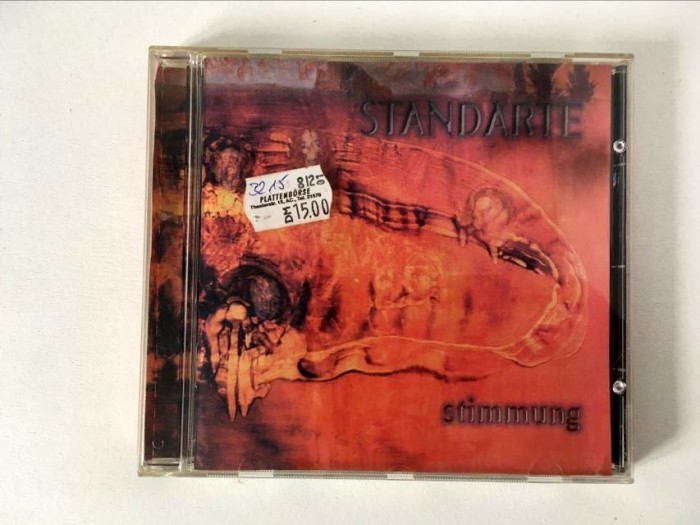 STANDARTE
3215 812
PLATTENBÖRSE
DM 15.00
stimmung